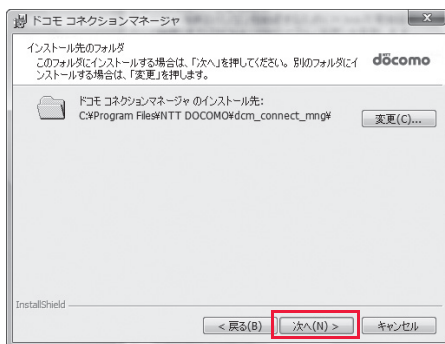 ドコモ コネクションマネージャ
インストール先のフォルダ
このフォルダにインストールする場合は、「次へ」を押してください。別のフォルダにイ
ンストールする場合は、「変更」を押します。
döcomo
ドコモ コネクションマネージャ のインストール先:
C:¥Program Files¥NTT DOCOMO¥dcm_connect_mng¥
変更(C)...
InstallShield
< 戻る(B)
次へ(N) >
キャンセル